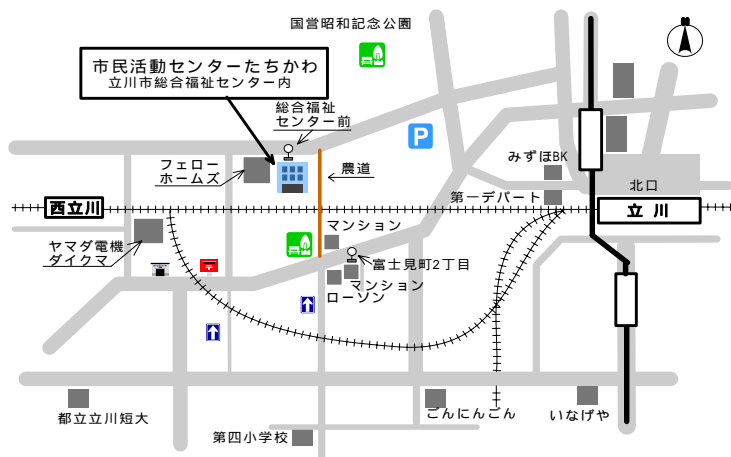 国営昭和記念公園
市民活動センターたちかわ
立川市総合福祉センター内
総合福祉
センター前
P
フェロー
ホームズ
農道
みずほBK
第一デパート
北口
西立川
立川
マンション
ヤマダ電機
ダイクマ
富士見町2丁目
マンション
ローソン
都立立川短大
ごんにんごん
いなげや
第四小学校